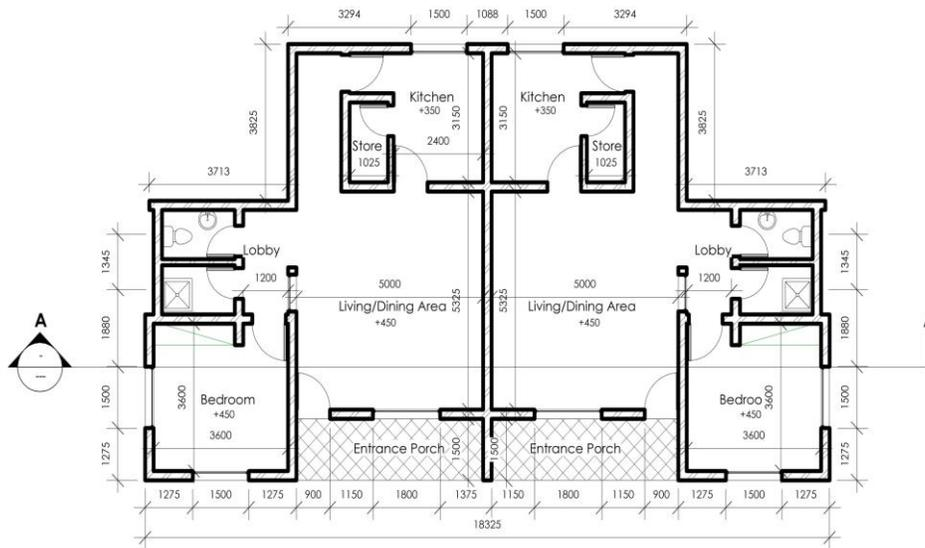 3294 1500 1088 1500 3294
Kitchen Kitchen
+350 +350
3825 3150 3150 3825
2400
Store Store
1025 1025
3713 3713
1345 Lobby Lobby 1345
1200 5000 5000 1200
Living/Dining Area Living/Dining Area
+450 +450
5325 5325
1880 1880
A
Bedroom Bedroo
+450 +450
3600 3600
3600 3600
1500 1500
Entrance Porch Entrance Porch
1500 1500
1275 1275
1275 1500 1275 900 1150 1800 1375 1150 1800 1150 900 1275 1500 1275
18325